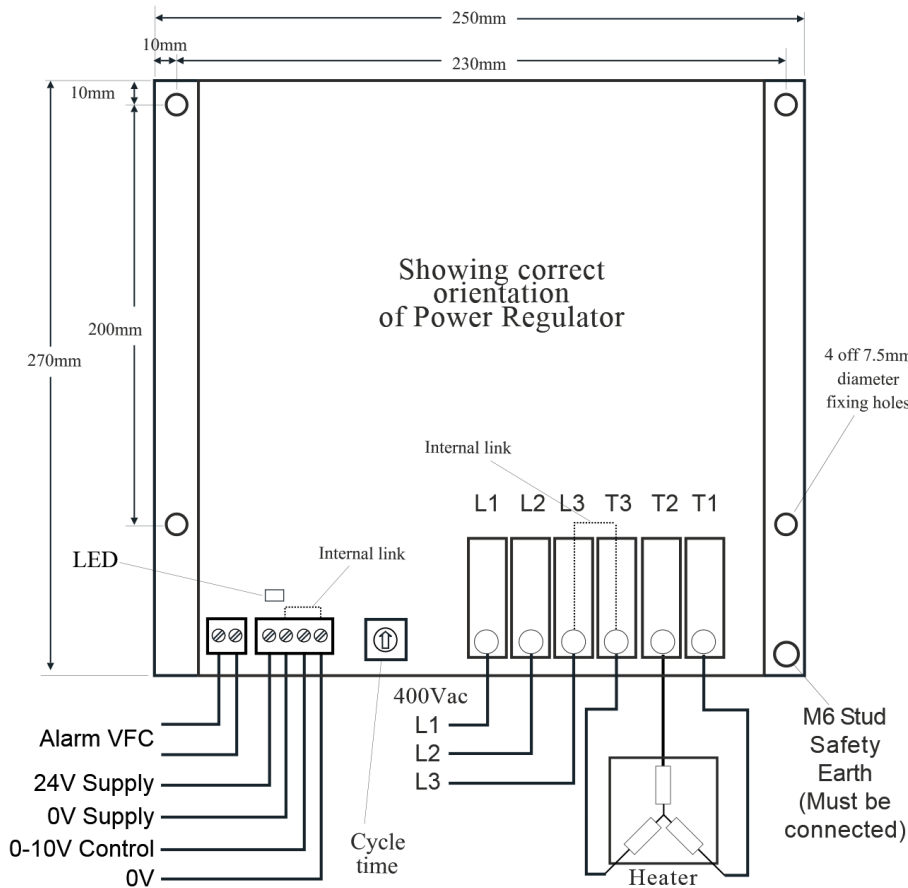 250mm
10mm
230mm
10mm
Showing correct
orientation
of Power Regulator
200mm
270mm
4 off 7.5mm
diameter
fixing holes
Internal link
L1 L2 L3 T3 T2 T1
Internal link
LED
400Vac
L1
L2
L3
Alarm VFC
24V Supply
0V Supply
0-10V Control
0V
Cycle
time
Heater
M6 Stud
Safety
Earth
(Must be
connected)